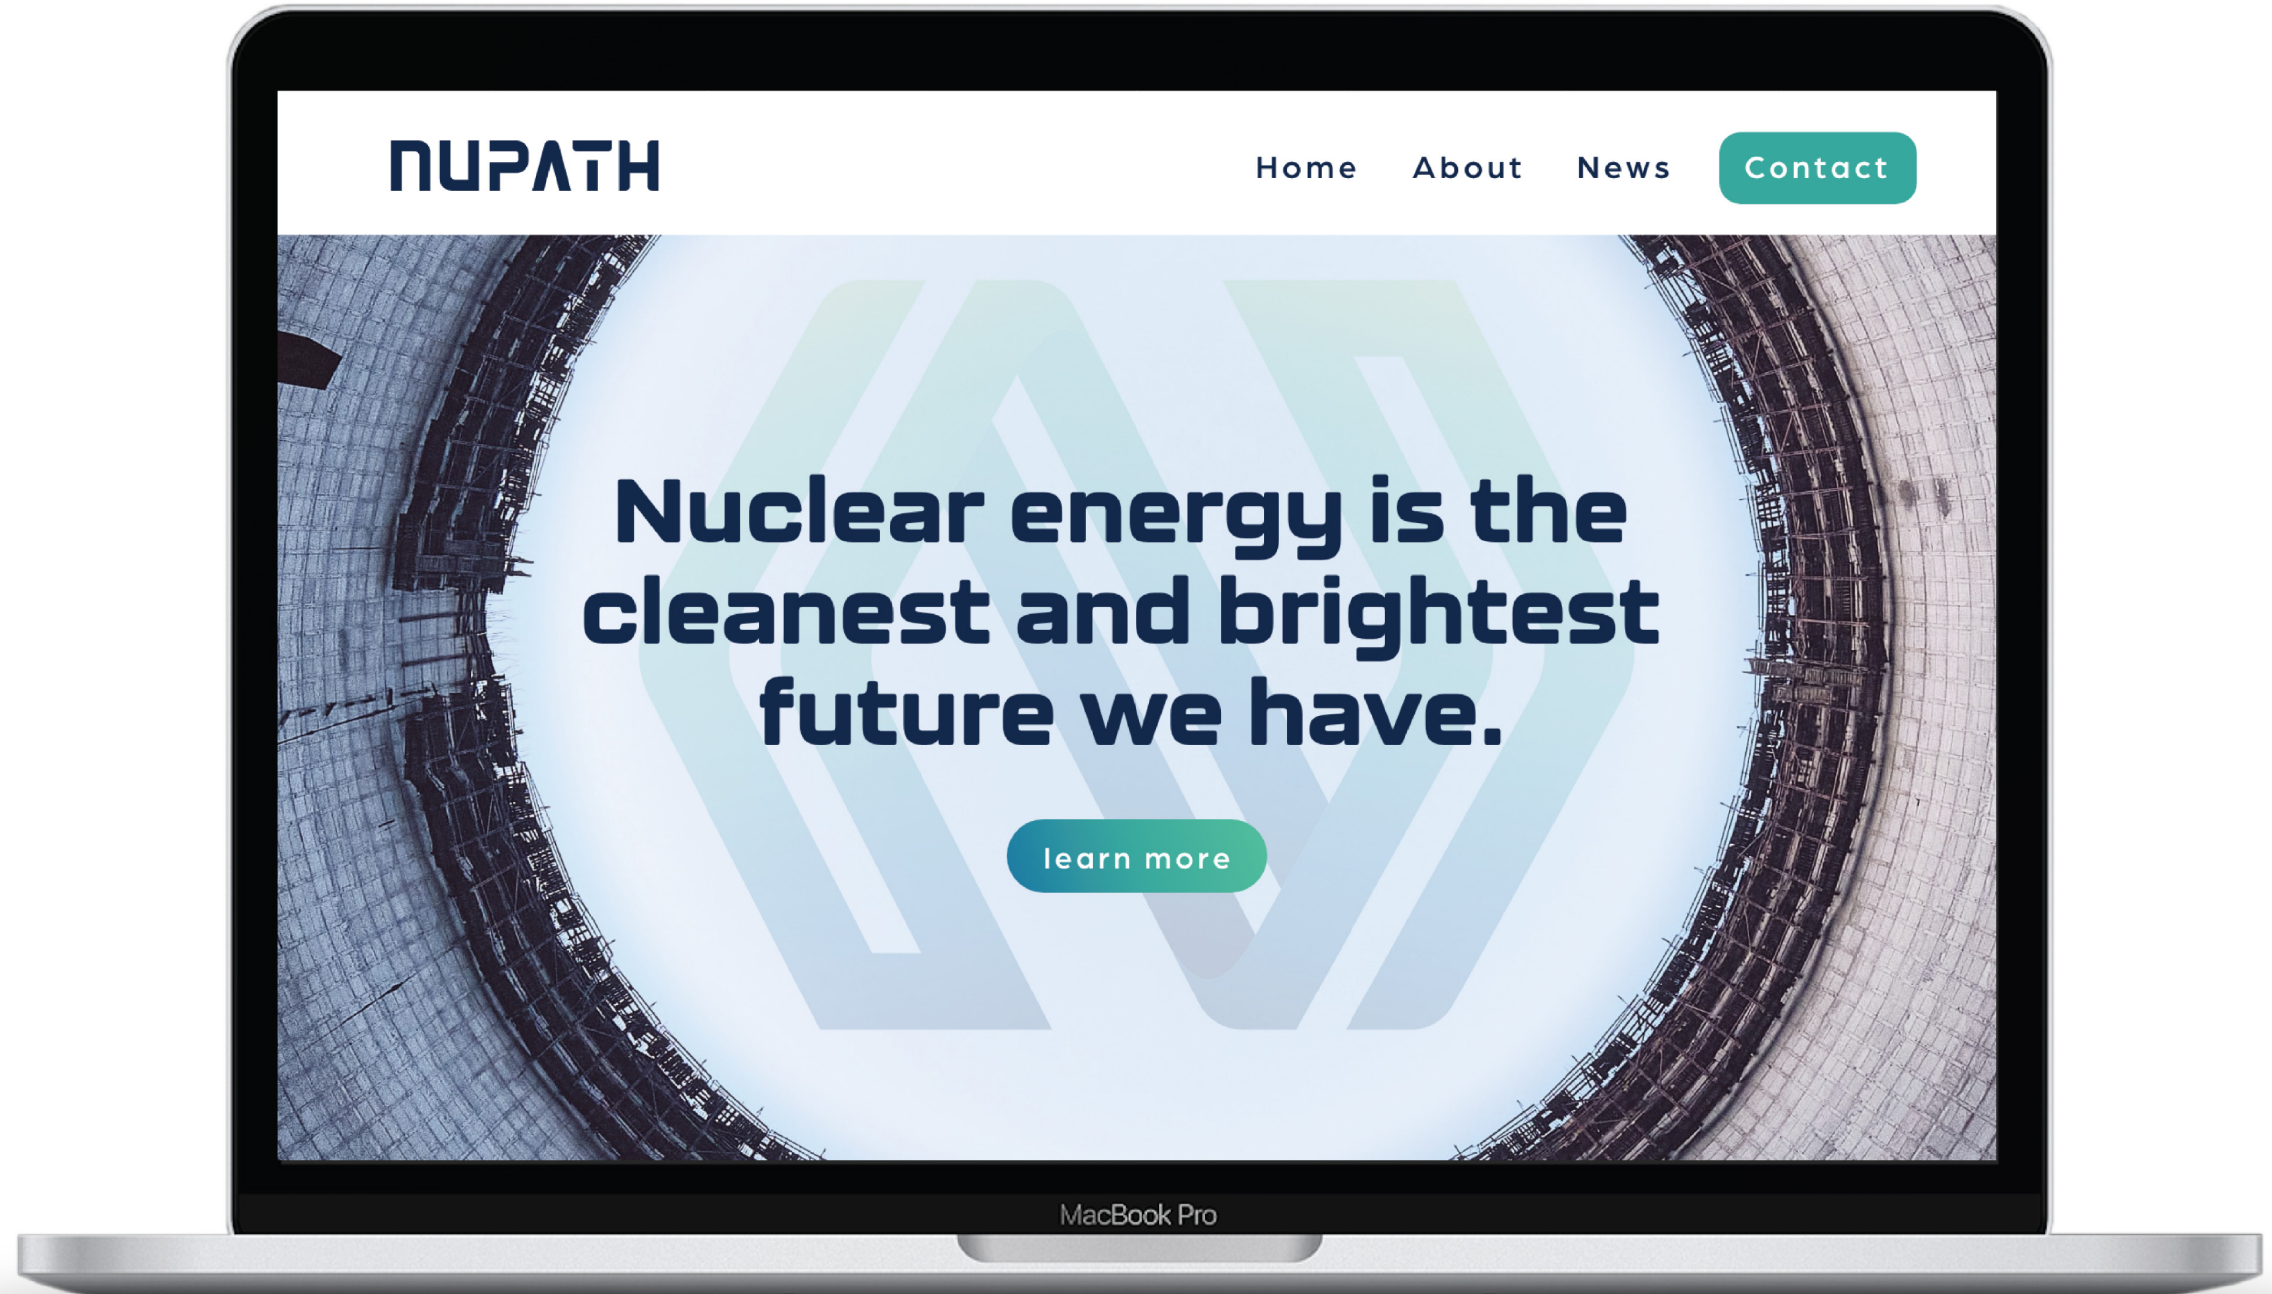 NUPATH
Home About News Contact
Nuclear energy is the
cleanest and brightest
future we have.
learn more
MacBook Pro